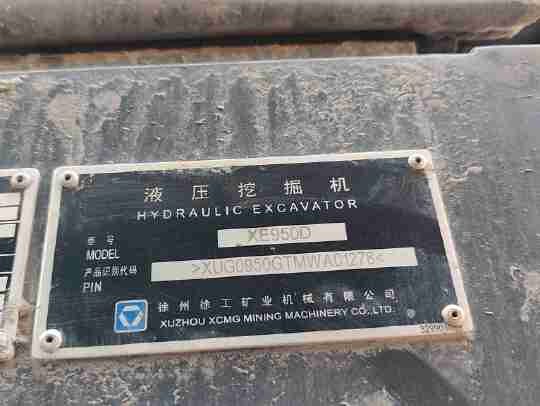 液压挖掘机
HYDRAULIC EXCAVATOR
型号
MODEL
XE950D
产品识别代码
PIN
>XUG0950GTMWA01278<
徐州徐工矿业机械有限公司
XUZHOU XCMG MINING MACHINERY CO., LTD. ®